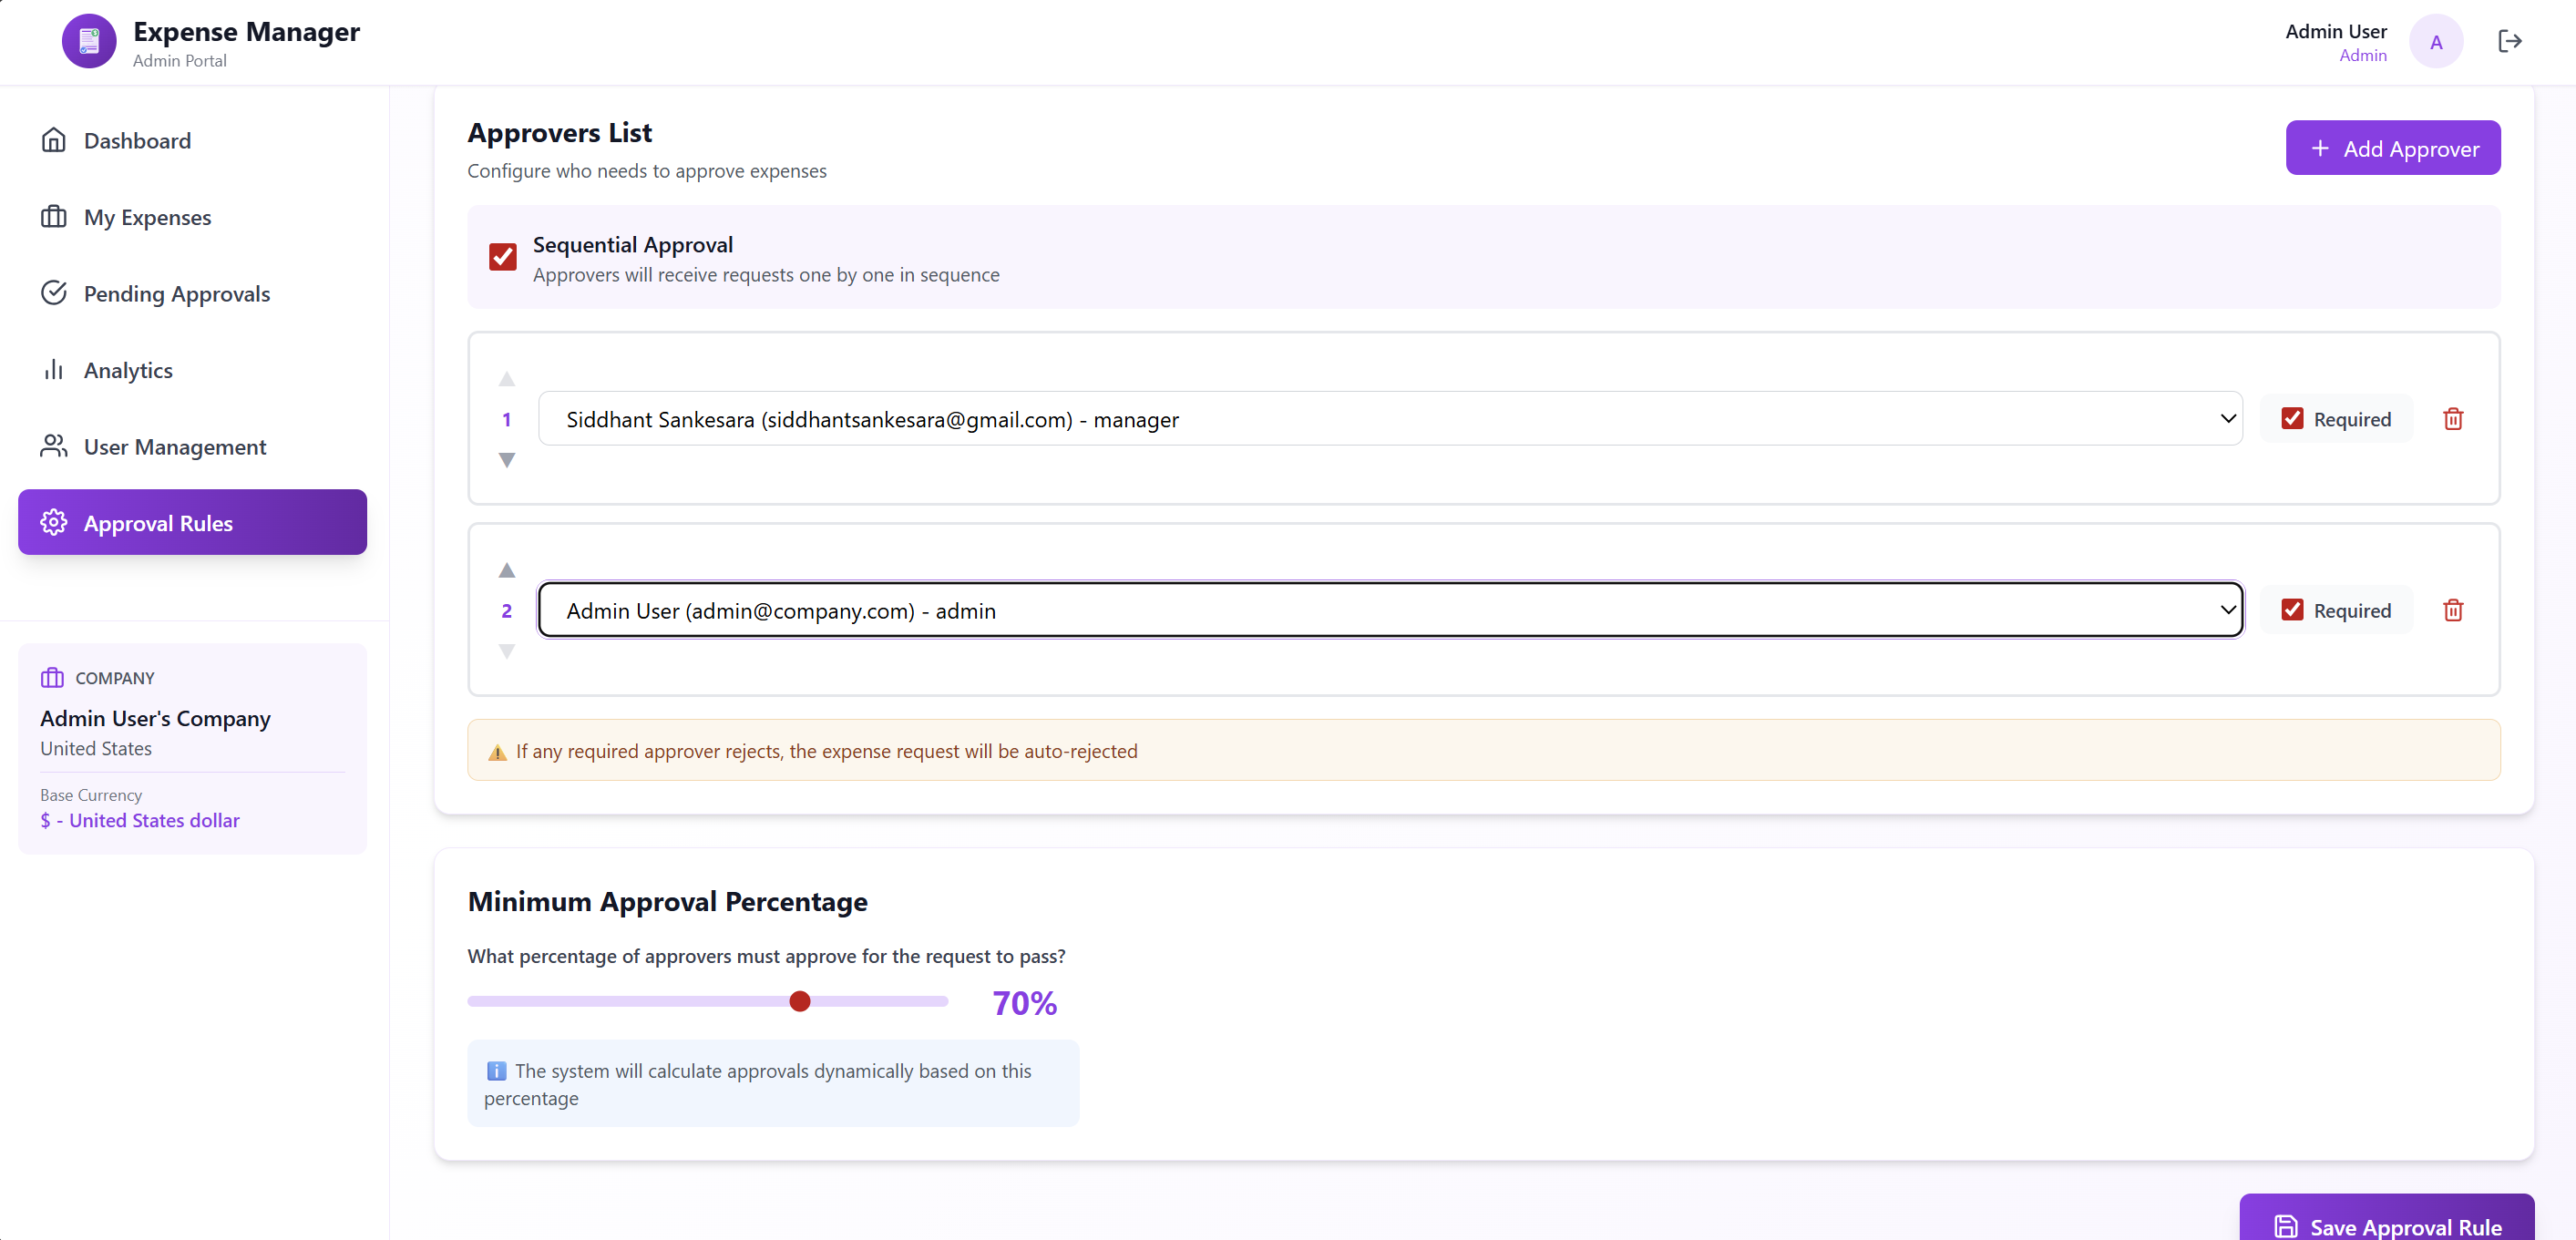 Expense Manager
Admin Portal
Admin User
Admin
A
Dashboard
My Expenses
Pending Approvals
Analytics
User Management
Approval Rules
COMPANY
Admin User's Company
United States
Base Currency
$ - United States dollar
Approvers List
Configure who needs to approve expenses
+ Add Approver
Sequential Approval
Approvers will receive requests one by one in sequence
▲
1
Siddhant Sankesara (siddhantsankesara@gmail.com) - manager
Required
▼
▲
2
Admin User (admin@company.com) - admin
Required
▼
⚠️ If any required approver rejects, the expense request will be auto-rejected
Minimum Approval Percentage
What percentage of approvers must approve for the request to pass?
70%
ℹ️ The system will calculate approvals dynamically based on this
percentage
Save Approval Rule